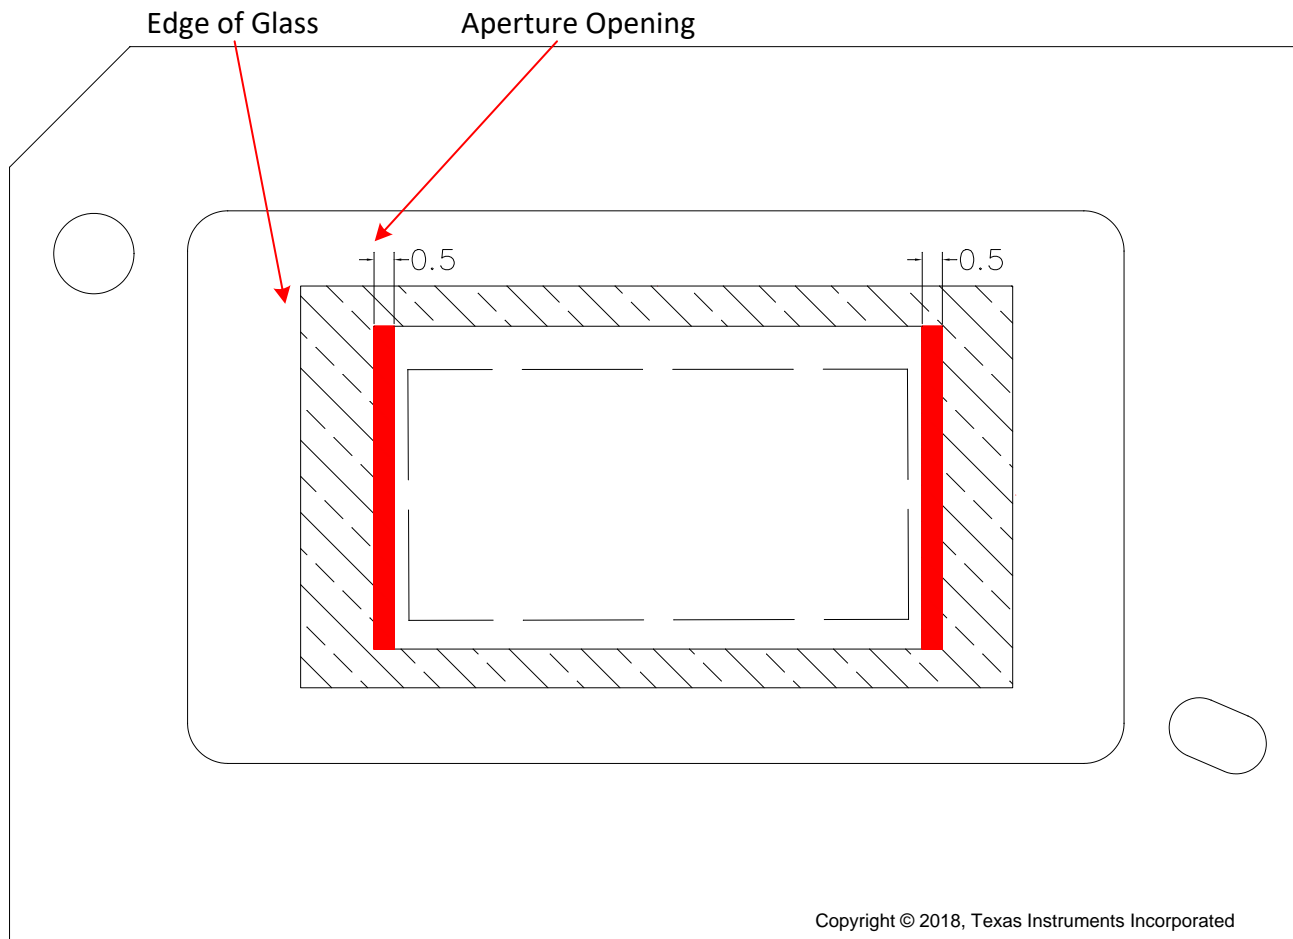 Edge of Glass
Aperture Opening
0.5
0.5
Copyright © 2018, Texas Instruments Incorporated